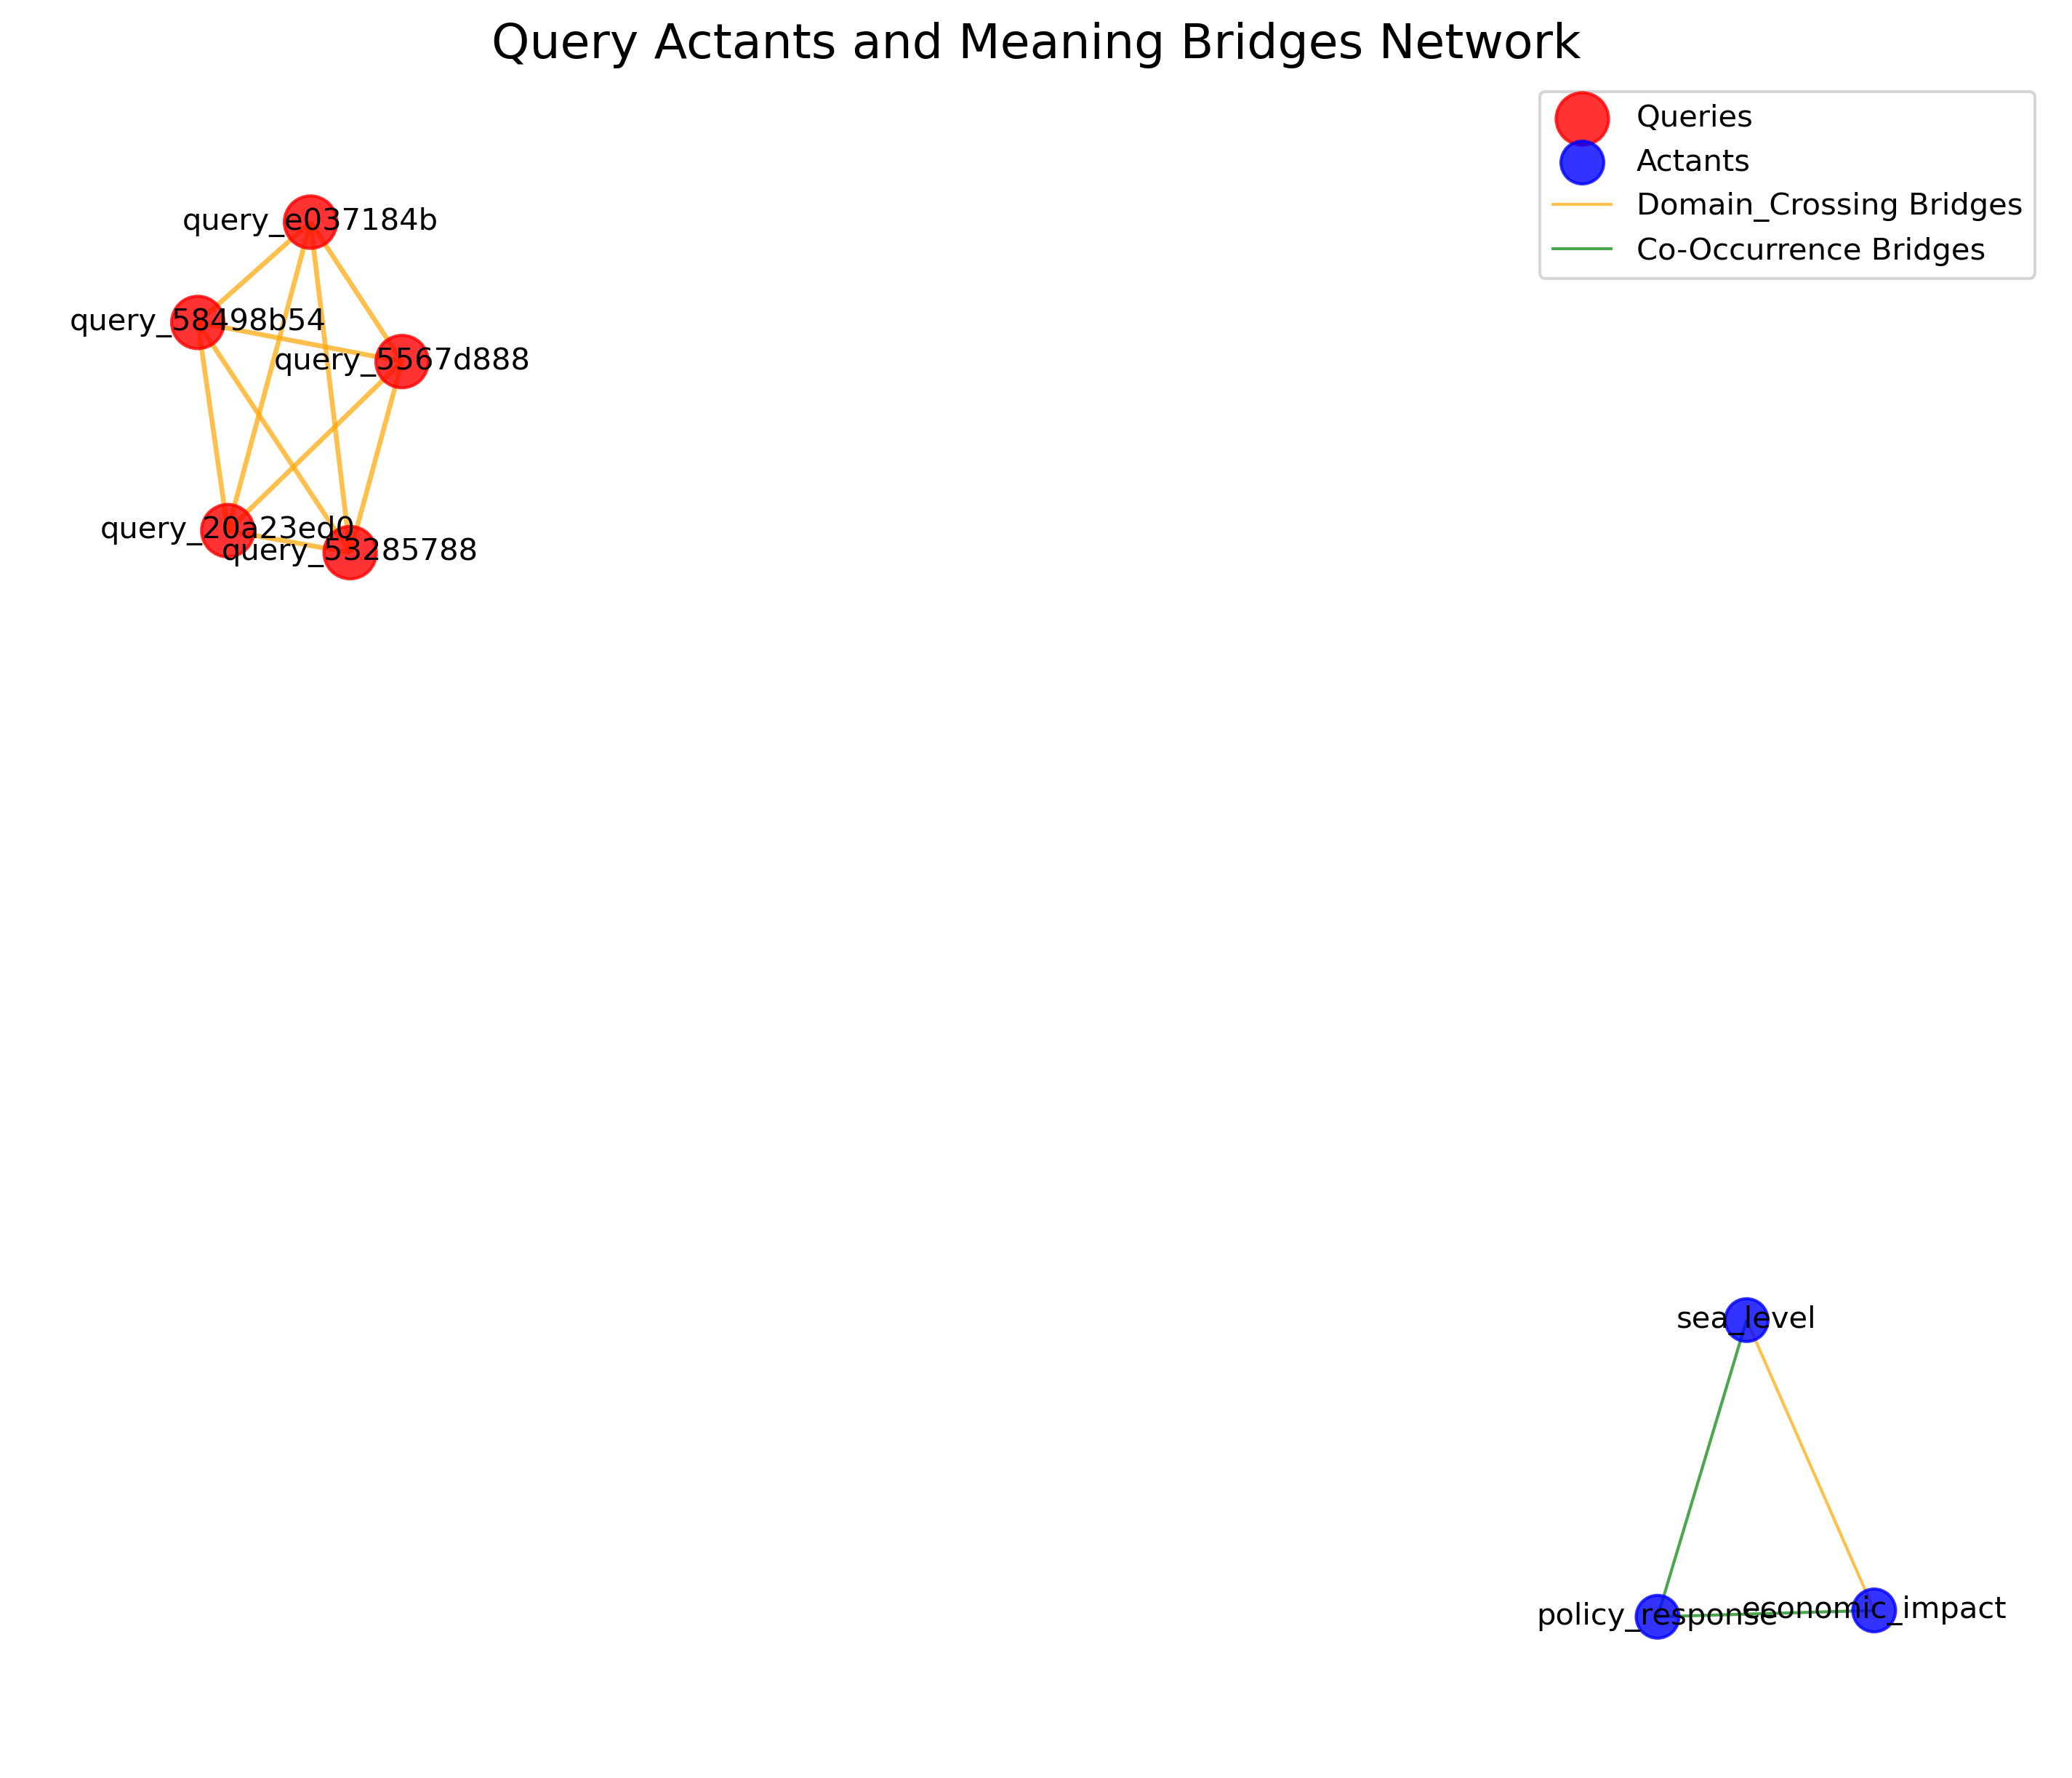 Query Actants and Meaning Bridges Network
Queries
Actants
Domain_Crossing Bridges
Co-Occurrence Bridges
query_e037184b
query_58498b54
query_5567d888
query_20a23ed0
query_53285788
sea_level
policy_response
economic_impact